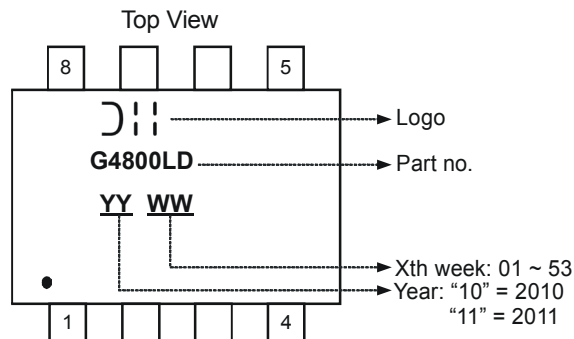 Top View
8 5
Logo
G4800LD
Part no.
YY WW
Xth week: 01 ~ 53
Year: “10” = 2010
“11” = 2011
1 4